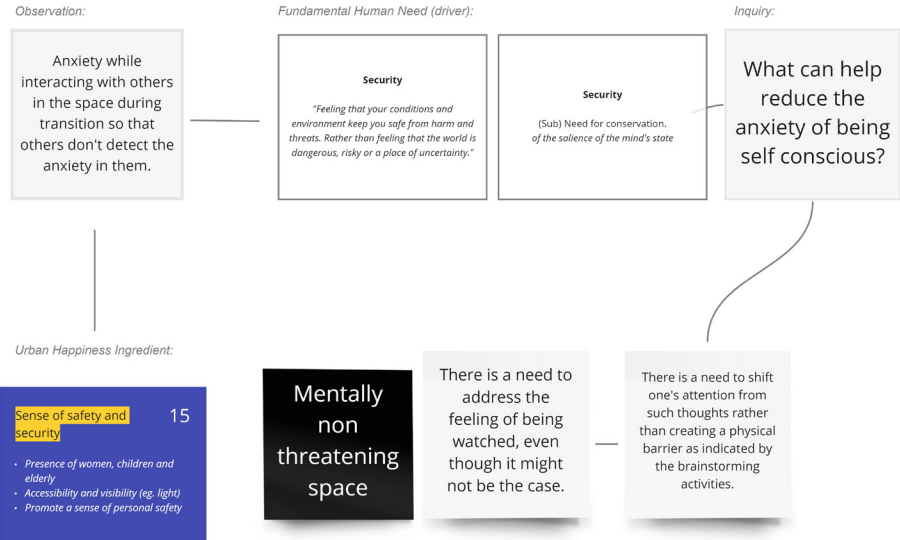 Observation:
Fundamental Human Need (driver):
Inquiry:
Anxiety while
interacting with others
in the space during
transition so that
others don't detect the
anxiety in them.
Security
"Feeling that your conditions and
environment keep you safe from harm and
threats. Rather than feeling that the world is
dangerous, risky or a place of uncertainty."
Security
(Sub) Need for conservation.
of the salience of the mind's state
What can help
reduce the
anxiety of being
self conscious?
Urban Happiness Ingredient:
Sense of safety and
security
15
• Presence of women, children and
elderly
• Accessibility and visibility (eg. light)
• Promote a sense of personal safety
Mentally
non
threatening
space
There is a need to
address the
feeling of being
watched, even
though it might
not be the case.
There is a need to shift
one's attention from
such thoughts rather
than creating a physical
barrier as indicated by
the brainstorming
activities.